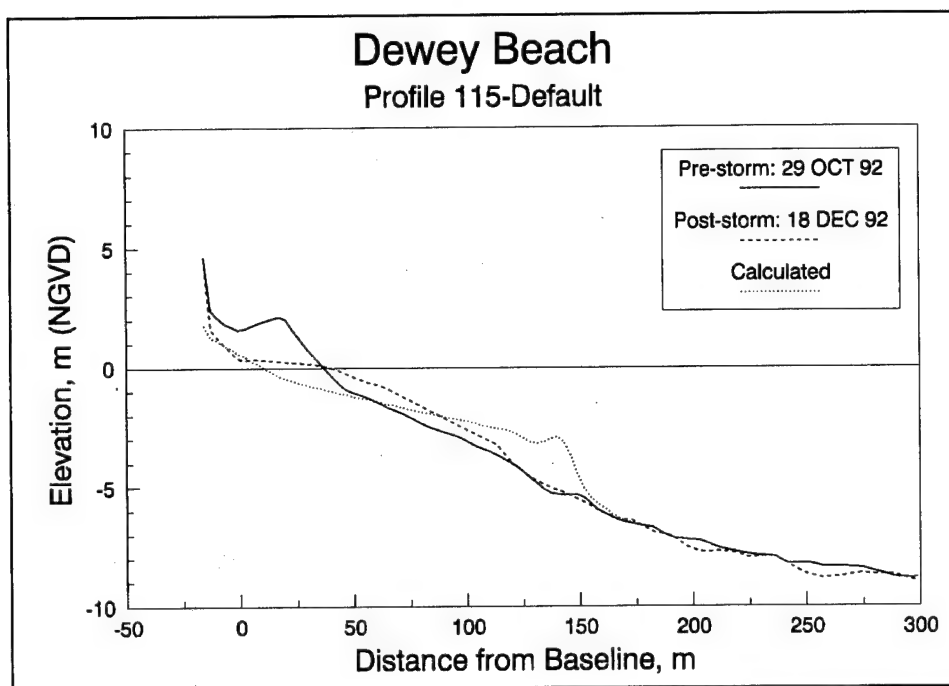 Dewey Beach
Profile 115-Default
Pre-storm: 29 OCT 92
Post-storm: 18 DEC 92
Calculated
Elevation, m (NGVD)
10
5
0
-5
-10
-50
0
50
100
150
200
250
300
Distance from Baseline, m